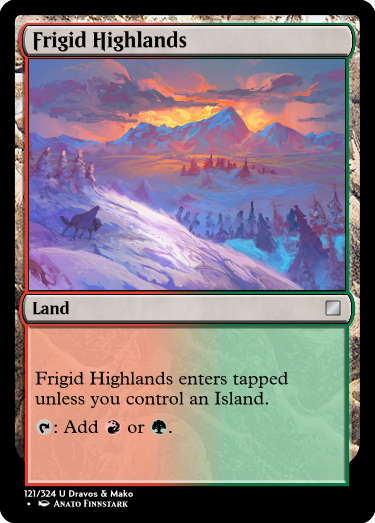 Frigid Highlands
Land
Frigid Highlands enters tapped
unless you control an Island.
: Add or .
121/324 U Dravos & Mako
• Anato Finnstark